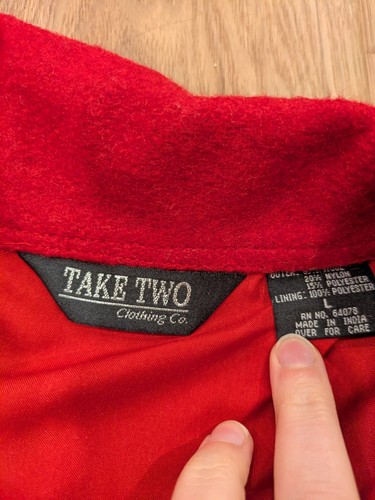 TAKE TWO
Clothing Co.
OUTER:
20% NYLON
15% POLYESTER
LINING: 100% POLYESTER
L
RN NO. 64078
MADE IN INDIA
OVER FOR CARE